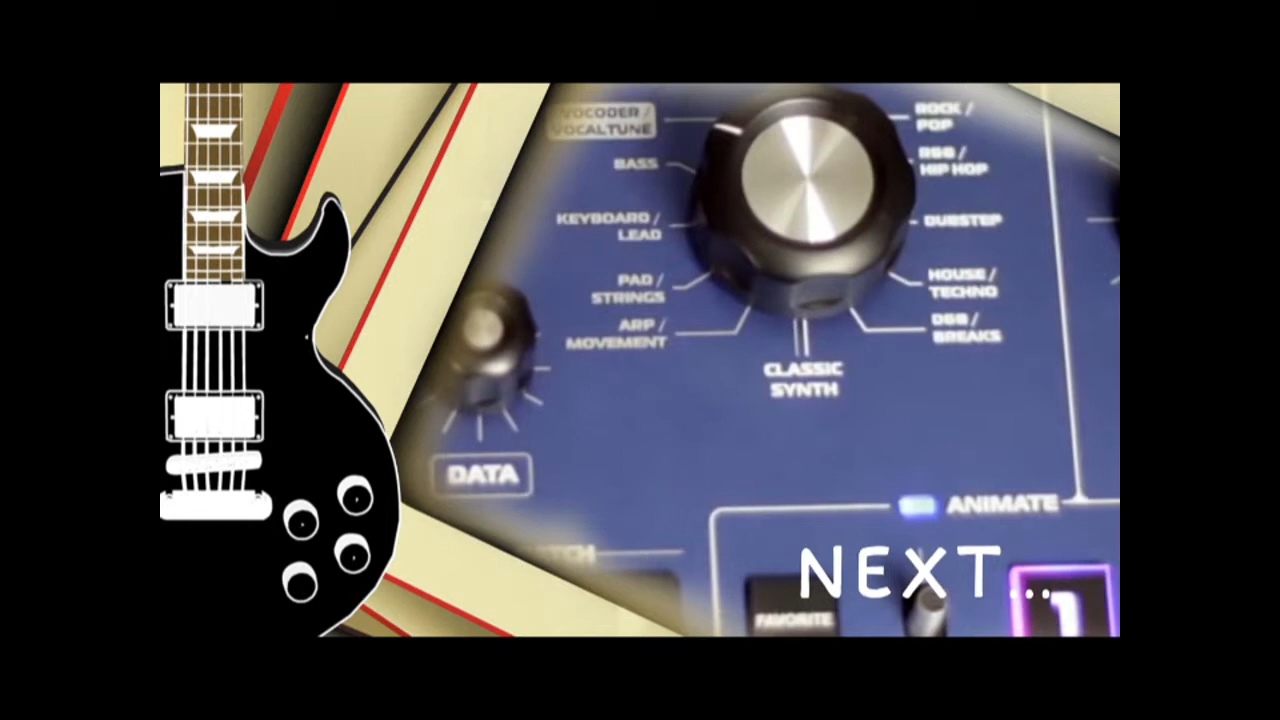 VOCODER /
VOCALTUNE
BASS
KEYBOARD /
LEAD
PAD /
STRINGS
ARP /
MOVEMENT
CLASSIC
SYNTH
ROCK /
POP
R&B /
HIP HOP
DUBSTEP
HOUSE /
TECHNO
D&B /
BREAKS
DATA
ANIMATE
FAVORITE
1
NEXT...